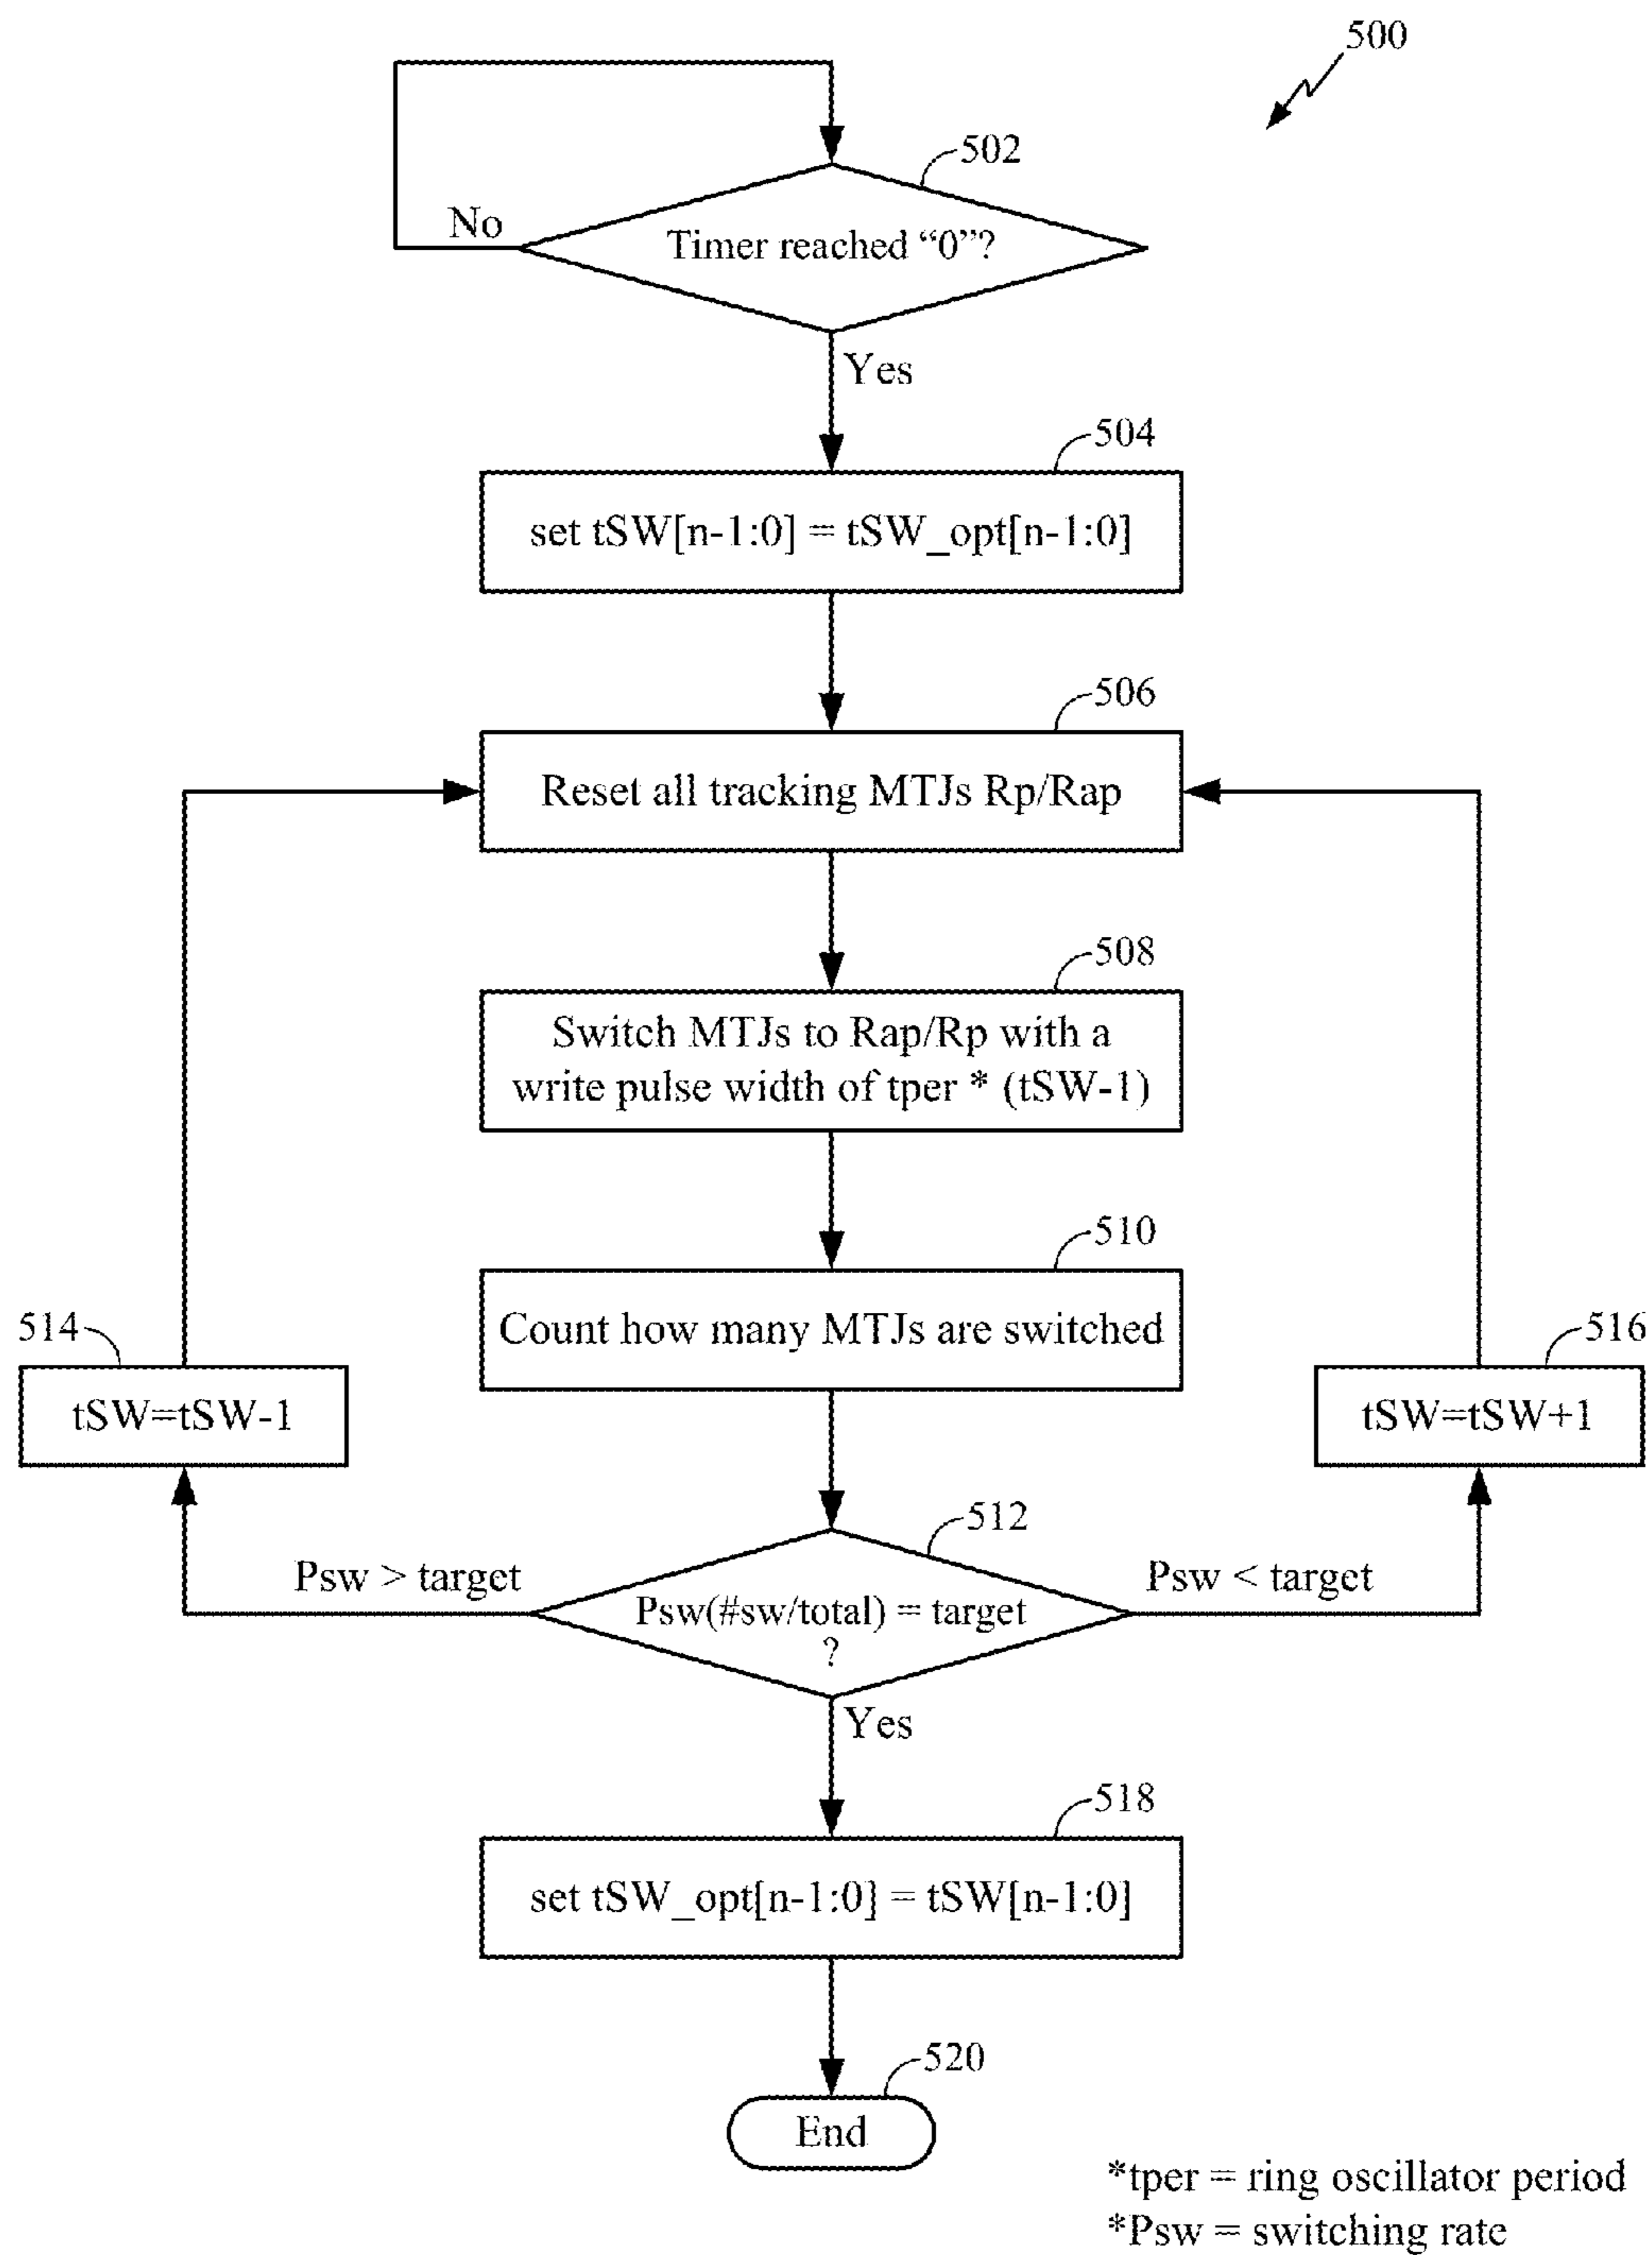 500
502
No
Timer reached “0”?
Yes
504
set tSW[n-1:0] = tSW_opt[n-1:0]
506
Reset all tracking MTJs Rp/Rap
508
Switch MTJs to Rap/Rp with a
write pulse width of tper * (tSW-1)
510
Count how many MTJs are switched
514
tSW=tSW-1
516
tSW=tSW+1
512
Psw > target
Psw < target
Psw(#sw/total) = target
?
Yes
518
set tSW_opt[n-1:0] = tSW[n-1:0]
520
End
*tper = ring oscillator period
*Psw = switching rate